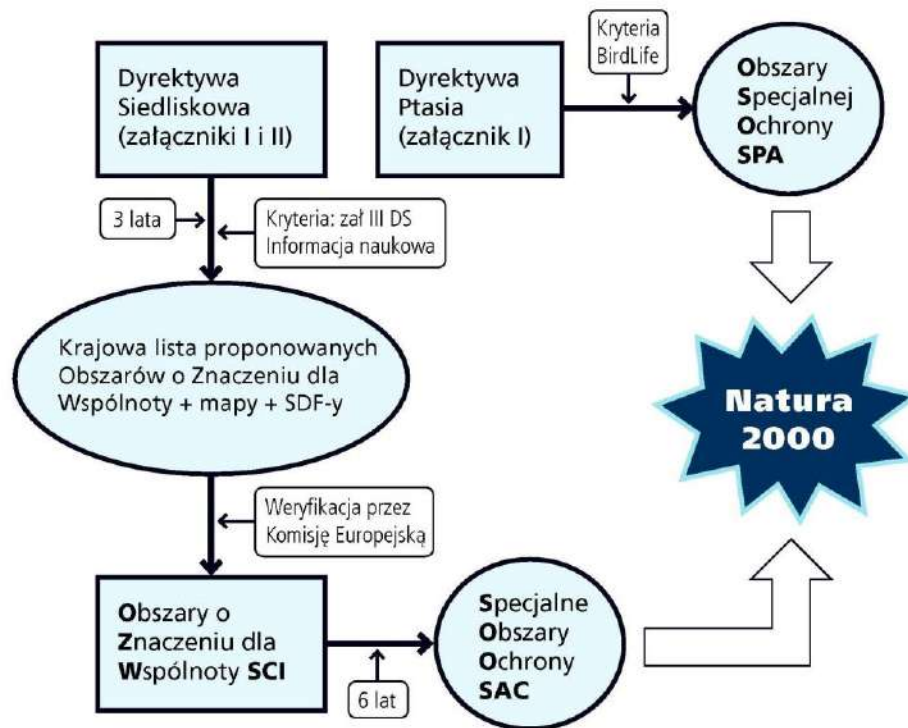 Dyrektywa
Siedliskowa
(załączniki I i II)
Dyrektywa
Ptasia
(załącznik I)
Kryteria
BirdLife
Obszary
Specjalnej
Ochrony
SPA
3 lata
Kryteria: zał III DS
Informacja naukowa
Krajowa lista proponowanych
Obszarów o Znaczeniu dla
Wspólnoty + mapy + SDF-y
Natura
2000
Weryfikacja przez
Komisję Europejską
Obszary o
Znaczeniu dla
Wspólnoty SCI
6 lat
Specjalne
Obszary
Ochrony
SAC